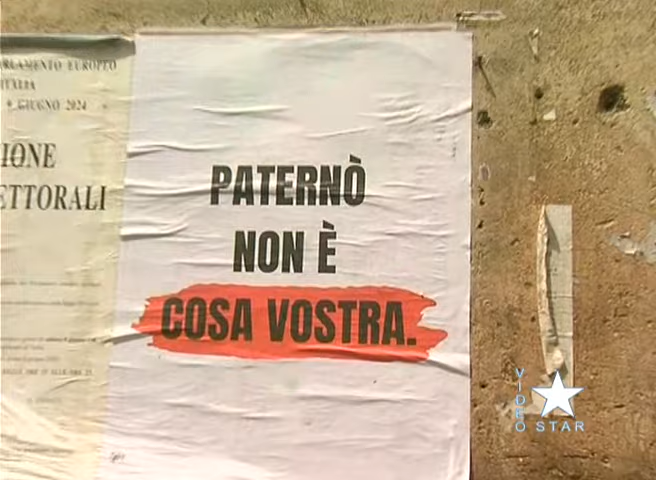 PARLAMENTO EUROPEO
ITALIA
9 GIUGNO 2024
IONE
ETTORALI
PATERNÒ
NON È
COSA VOSTRA.
VIDEO
STAR